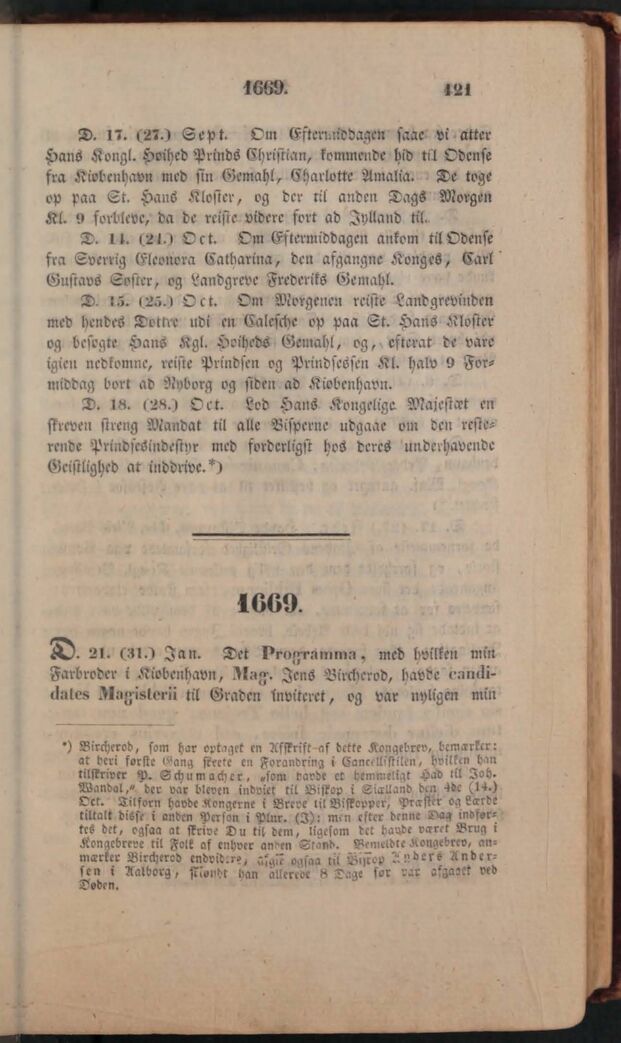 1669.
121
D. 17. (27.) Sept. Om Eftermiddagen saae vi atter
Hans Kongl. Høihed Prinds Christian, kommende hid til Odense
fra Kiøbenhavn med sin Gemahl, Charlotte Amalia. De toge
op paa St. Hans Kloster, og der til anden Dags Morgen
Kl. 9 forbleve, da de reiste videre fort ad Jylland til.
D. 14. (24.) Oct. Om Eftermiddagen ankom til Odense
fra Sverrig Eleonora Catharina, den afgangne Konges, Carl
Gustavs Søster, og Landgreve Frederiks Gemahl.
D. 15. (25.) Oct. Om Morgenen reiste Landgrevinden
med hendes Dottre udi en Calesche op paa St. Hans Kloster
og besøgte Hans Kgl. Høiheds Gemahl, og, efterat de vare
igien nedkomne, reiste Prindsen og Prindsessen Kl. halv 9 For-
middag bort ad Nyborg og siden ad Kiøbenhavn.
D. 18. (28.) Oct. Lod Hans Kongelige Majestæt en
skreven streng Mandat til alle Bisperne udgaae om den reste-
rende Prindsesindestyr med forderligst hos deres underhavende
Geistlighed at inddrive.*)
1669.
D. 21. (31.) Jan. Det Programma, med hvilken min
Farbroder i Kiøbenhavn, Mag. Jens Bircherod, havde candi-
dates Magisterii til Graden inviteret, og var nyligen min
*) Bircherod, som har optaget en Afskrift af dette Kongebrev, bemærker:
at deri første Gang skeete en Forandring i Cancellistilen, hvilken han
tilskriver P. Schumacher, „som havde et hemmeligt Had til Joh.
Wandal,“ der var bleven indviet til Biskop i Siælland den 4de (14.)
Oct. Tilforn havde Kongerne i Breve til Biskopper, Præster og Lærde
tiltalt disse i anden Person i Plur. (I): men efter denne Dag indfør-
tes det, ogsaa at skrive Du til dem, ligesom det havde været Brug i
Kongebreve til Folk af enhver anden Stand. Bemeldte Kongebrev, an-
mærker Bircherod endvidere, afgik ogsaa til Biskop Anders Ander-
sen i Aalborg, skiøndt han allerede 8 Dage før var afgaaet ved
Døden.